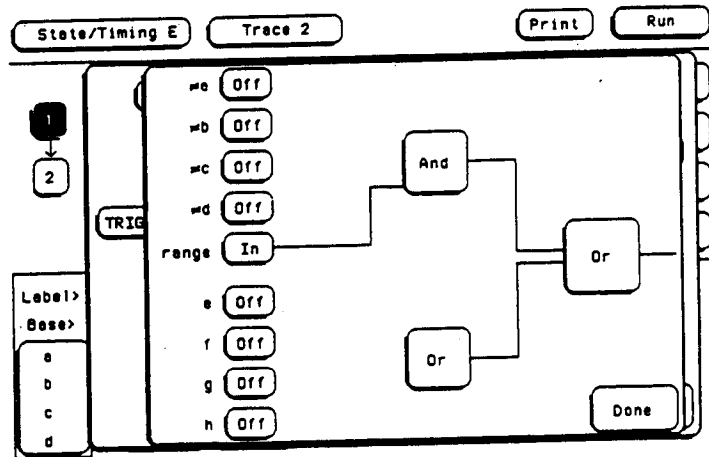 State/Timing E
Trace 2
Print
Run
1
2
TRIG
Label>
Base>
a
b
c
d
≠a Off
≠b Off
≠c Off
≠d Off
range In
e Off
f Off
g Off
h Off
And
Or
Or
Done